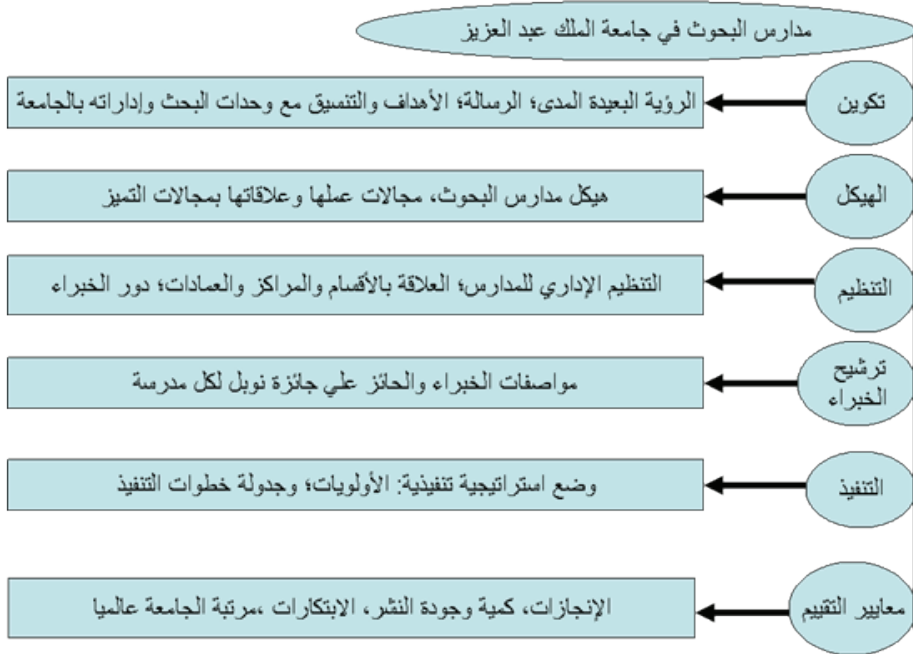 مدارس البحوث في جامعة الملك عبد العزيز
تكوين
الرؤية البعيدة المدى؛ الرسالة؛ الأهداف والتنسيق مع وحدات البحث وإداراته بالجامعة
الهيكل
هيكل مدارس البحوث، مجالات عملها وعلاقاتها بمجالات التميز
التنظيم
التنظيم الإداري للمدارس؛ العلاقة بالأقسام والمراكز والعمادات؛ دور الخبراء
ترشيح
الخبراء
مواصفات الخبراء والحائز علي جائزة نوبل لكل مدرسة
التنفيذ
وضع استراتيجية تنفيذية: الأولويات؛ وجدولة خطوات التنفيذ
معايير التقييم
الإنجازات، كمية وجودة النشر، الابتكارات ،مرتبة الجامعة عالميا